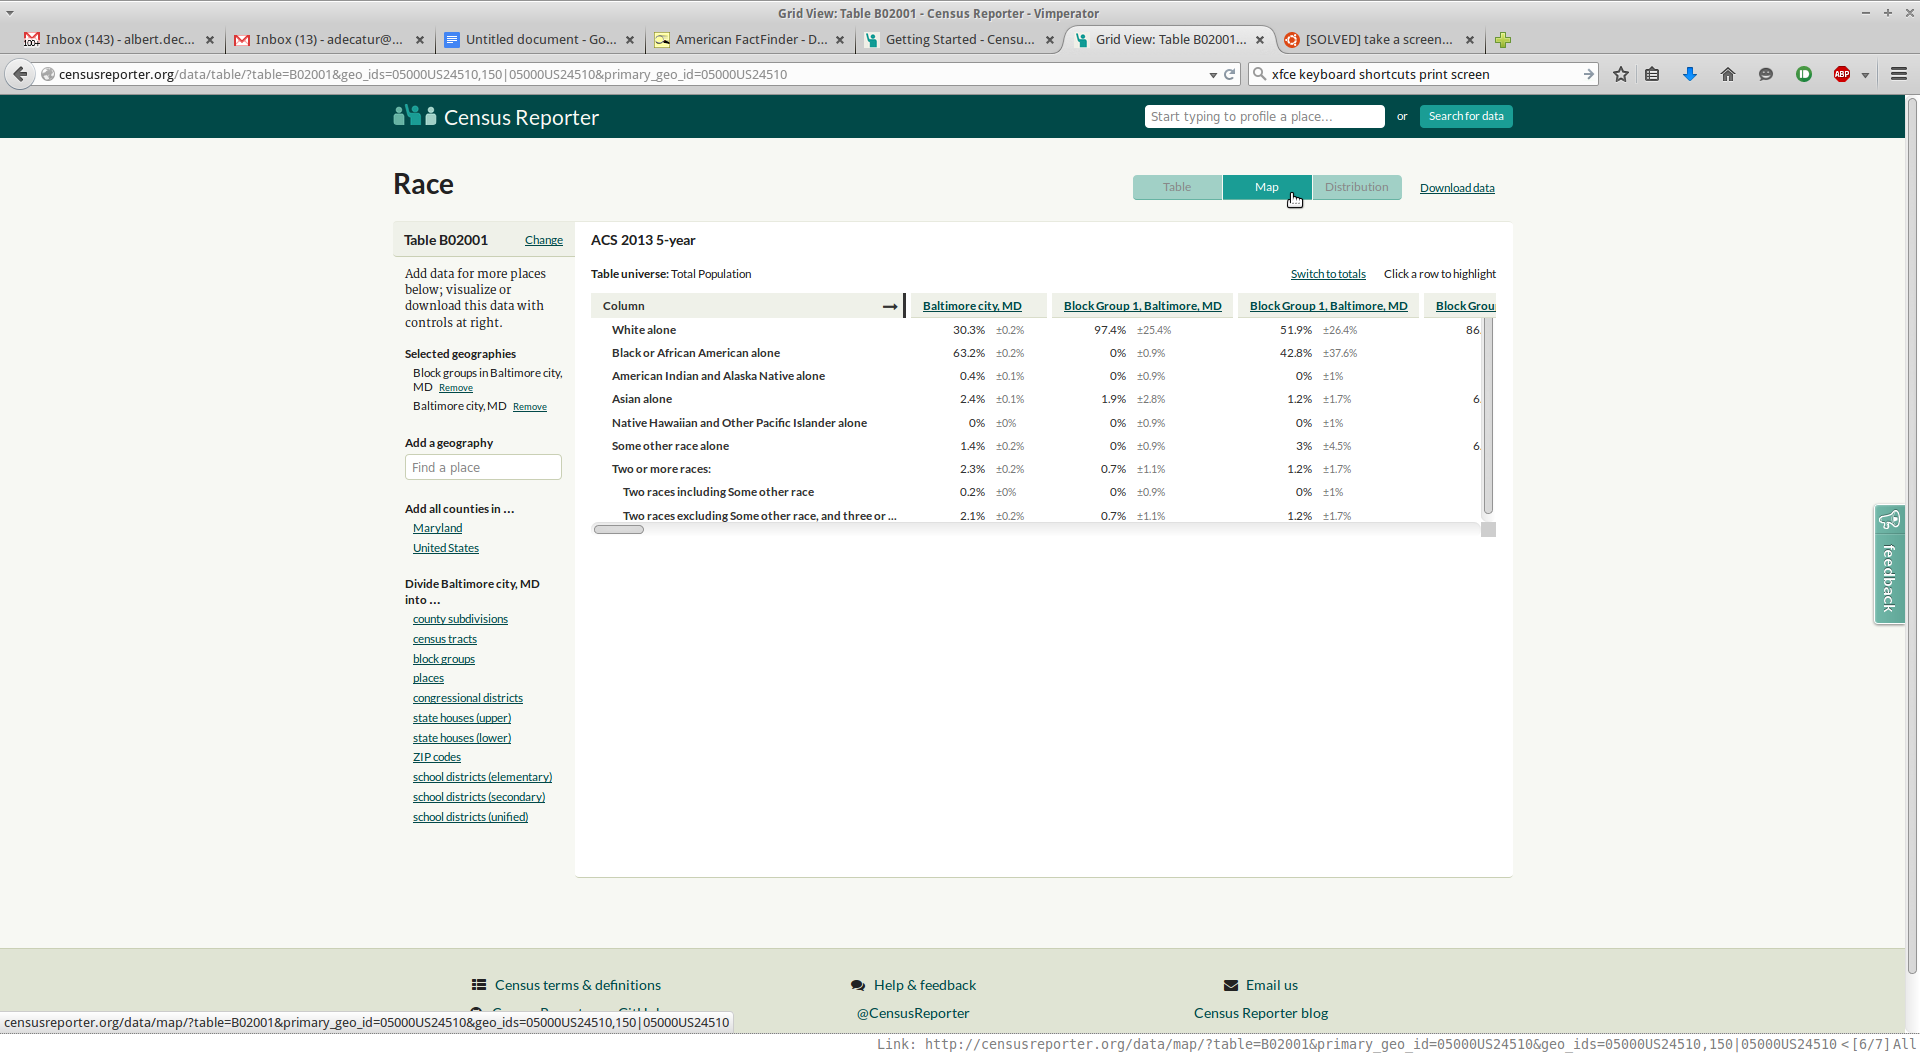 Grid View: Table B02001 - Census Reporter - Vimperator
Inbox (143) - albert.dec...
Inbox (13) - adecatur@...
Untitled document - Go...
American FactFinder - D...
Getting Started - Censu...
Grid View: Table B02001...
[SOLVED] take a screen...
censusreporter.org/data/table/?table=B02001&geo_ids=05000US24510,150|05000US24510&primary_geo_id=05000US24510
xfce keyboard shortcuts print screen
ABP
Census Reporter
Start typing to profile a place...
or
Search for data
Race
Table
Map
Distribution
Download data
Table B02001
Change
Add data for more places
below; visualize or
download this data with
controls at right.
Selected geographies
Block groups in Baltimore city,
MD Remove
Baltimore city, MD Remove
Add a geography
Find a place
Add all counties in ...
Maryland
United States
Divide Baltimore city, MD
into ...
county subdivisions
census tracts
block groups
places
congressional districts
state houses (upper)
state houses (lower)
ZIP codes
school districts (elementary)
school districts (secondary)
school districts (unified)
ACS 2013 5-year
Table universe: Total Population
Switch to totals
Click a row to highlight
Column → Baltimore city, MD Block Group 1, Baltimore, MD Block Group 1, Baltimore, MD Block Grou
White alone 30.3% ±0.2% 97.4% ±25.4% 51.9% ±26.4% 86.
Black or African American alone 63.2% ±0.2% 0% ±0.9% 42.8% ±37.6%
American Indian and Alaska Native alone 0.4% ±0.1% 0% ±0.9% 0% ±1%
Asian alone 2.4% ±0.1% 1.9% ±2.8% 1.2% ±1.7% 6.
Native Hawaiian and Other Pacific Islander alone 0% ±0% 0% ±0.9% 0% ±1%
Some other race alone 1.4% ±0.2% 0% ±0.9% 3% ±4.5% 6.
Two or more races: 2.3% ±0.2% 0.7% ±1.1% 1.2% ±1.7%
Two races including Some other race 0.2% ±0% 0% ±0.9% 0% ±1%
Two races excluding Some other race, and three or ... 2.1% ±0.2% 0.7% ±1.1% 1.2% ±1.7%
feedback
Census terms & definitions
Help & feedback
Email us
@CensusReporter
Census Reporter blog
censusreporter.org/data/map/?table=B02001&primary_geo_id=05000US24510&geo_ids=05000US24510,150|05000US24510
Link: http://censusreporter.org/data/map/?table=B02001&primary_geo_id=05000US24510&geo_ids=05000US24510,150|05000US24510 <[6/7] All